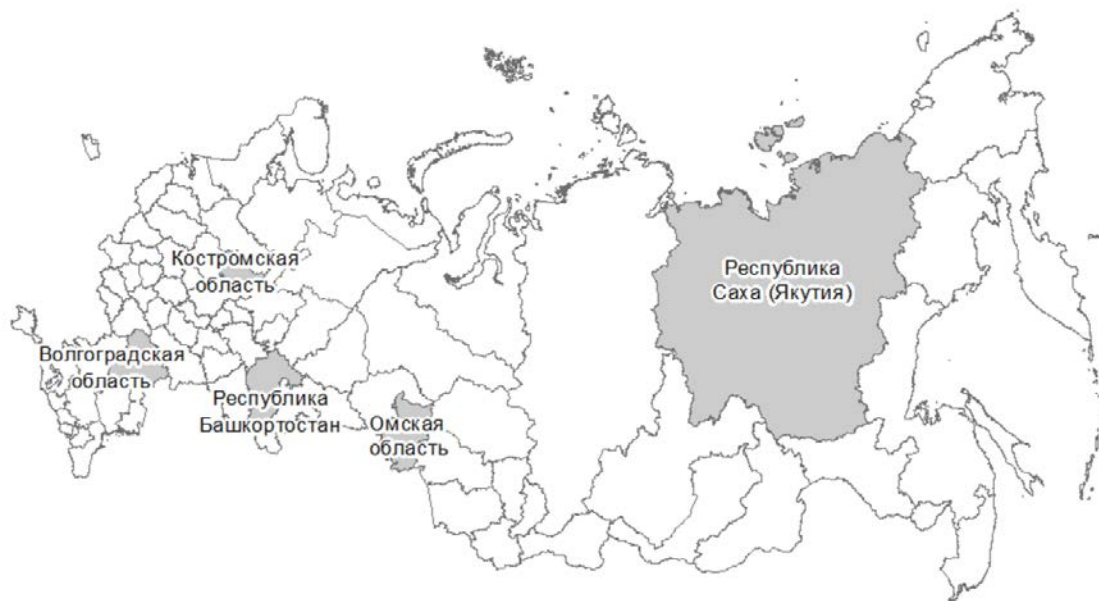 Костромская
область
Республика
Саха (Якутия)
Волгоградская
область
Республика
Башкортостан
Омская
область